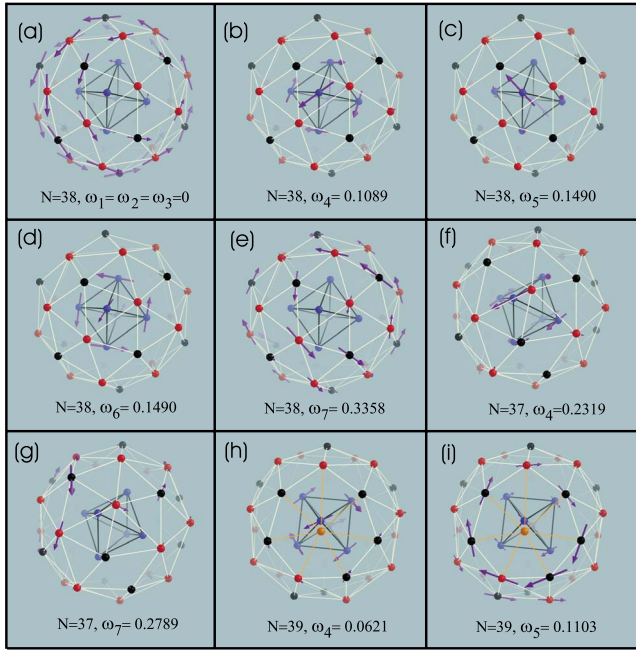 (a)
(b)
(c)
N=38, ω1= ω2= ω3=0
N=38, ω4= 0.1089
N=38, ω5= 0.1490
(d)
(e)
(f)
N=38, ω6= 0.1490
N=38, ω7= 0.3358
N=37, ω4=0.2319
(g)
(h)
(i)
N=37, ω7= 0.2789
N=39, ω4= 0.0621
N=39, ω5= 0.1103